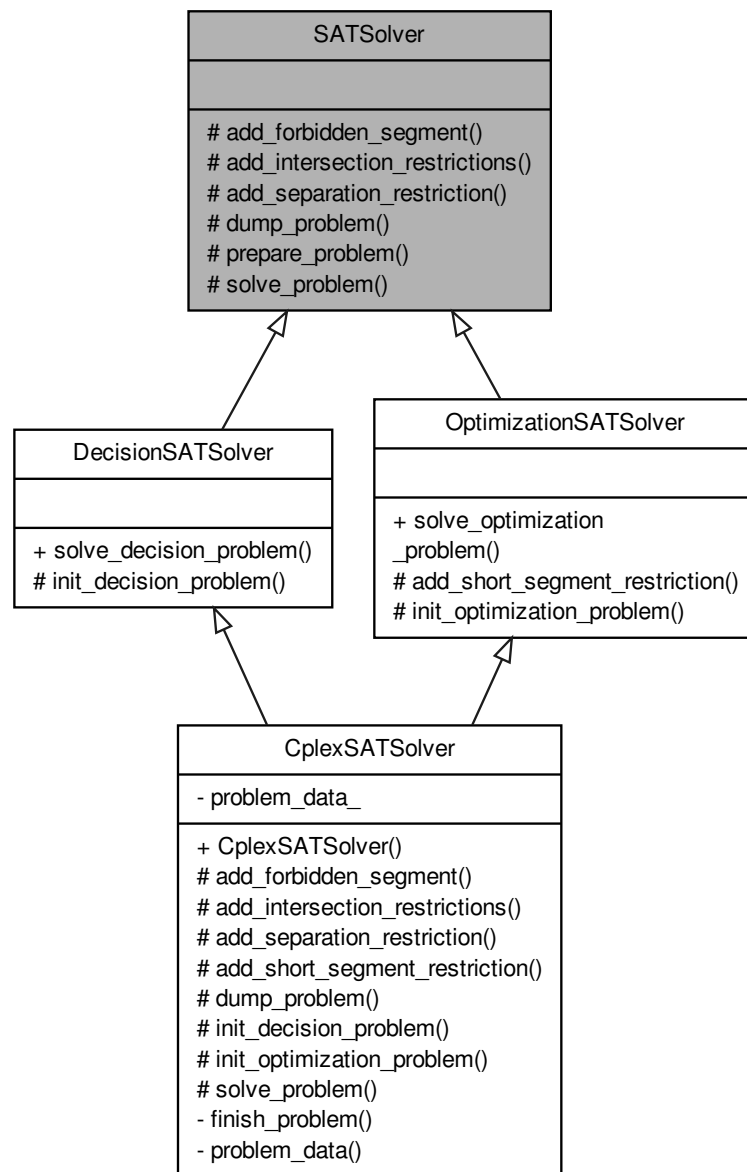 SATSolver
# add_forbidden_segment()
# add_intersection_restrictions()
# add_separation_restriction()
# dump_problem()
# prepare_problem()
# solve_problem()
DecisionSATSolver
+ solve_decision_problem()
# init_decision_problem()
OptimizationSATSolver
+ solve_optimization
_problem()
# add_short_segment_restriction()
# init_optimization_problem()
CplexSATSolver
- problem_data_
+ CplexSATSolver()
# add_forbidden_segment()
# add_intersection_restrictions()
# add_separation_restriction()
# add_short_segment_restriction()
# dump_problem()
# init_decision_problem()
# init_optimization_problem()
# solve_problem()
- finish_problem()
- problem_data()